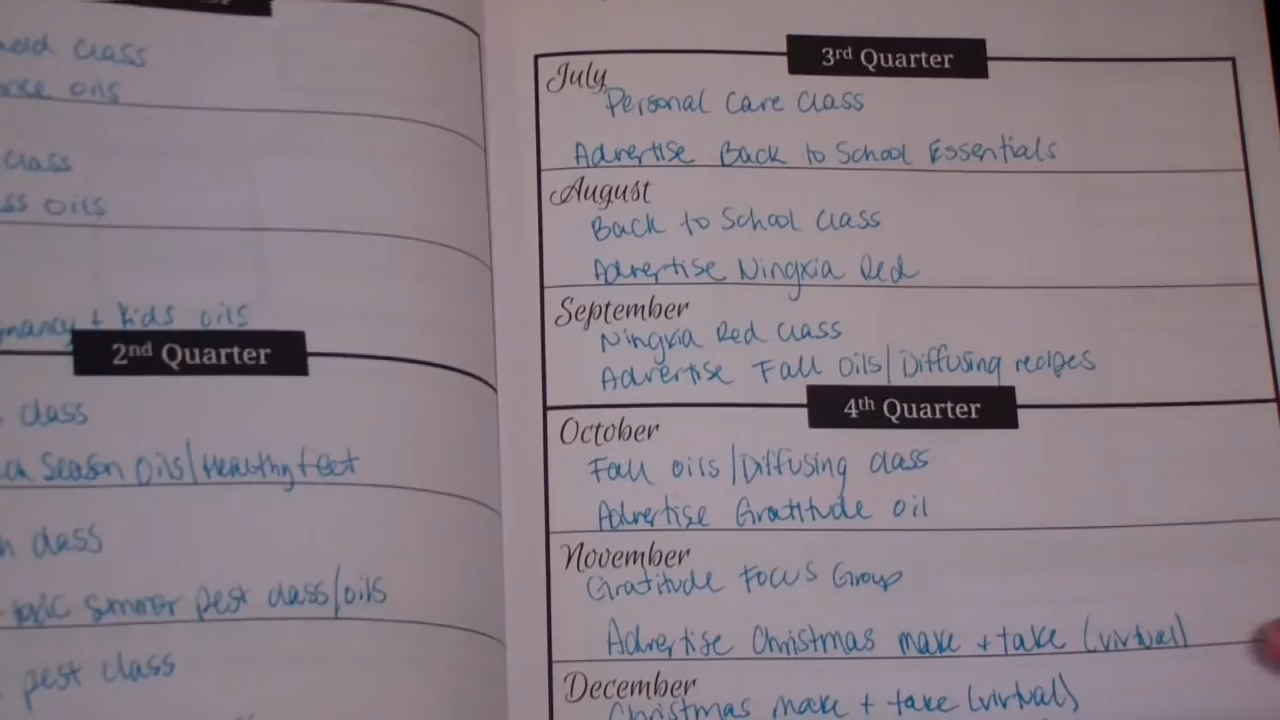 class
oils
class
oils
+ kids oils
2nd Quarter
class
Season Oils/Healthy feet
class
summer pest class/oils
pest class
3rd Quarter
July
Personal Care Class
Advertise Back to School Essentials
August
Back to School Class
Advertise Ningxia Red
September
Ningxia Red Class
Advertise Fall Oils/Diffusing recipes
4th Quarter
October
Fall oils/Diffusing class
Advertise Gratitude oil
November
Gratitude Focus Group
Advertise Christmas make + take (virtual)
December
Christmas make + take (virtual)